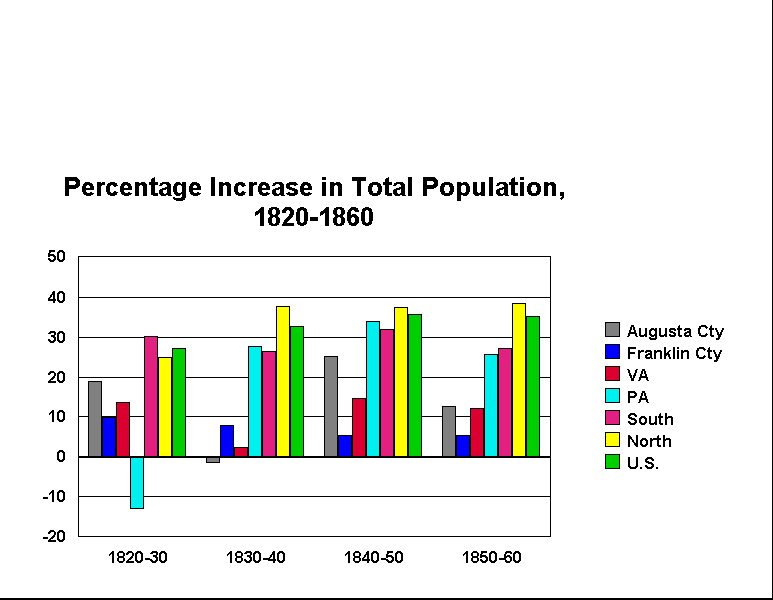 Percentage Increase in Total Population,
1820-1860
50
40
30
20
10
0
-10
-20
1820-30
1830-40
1840-50
1850-60
Augusta Cty
Franklin Cty
VA
PA
South
North
U.S.